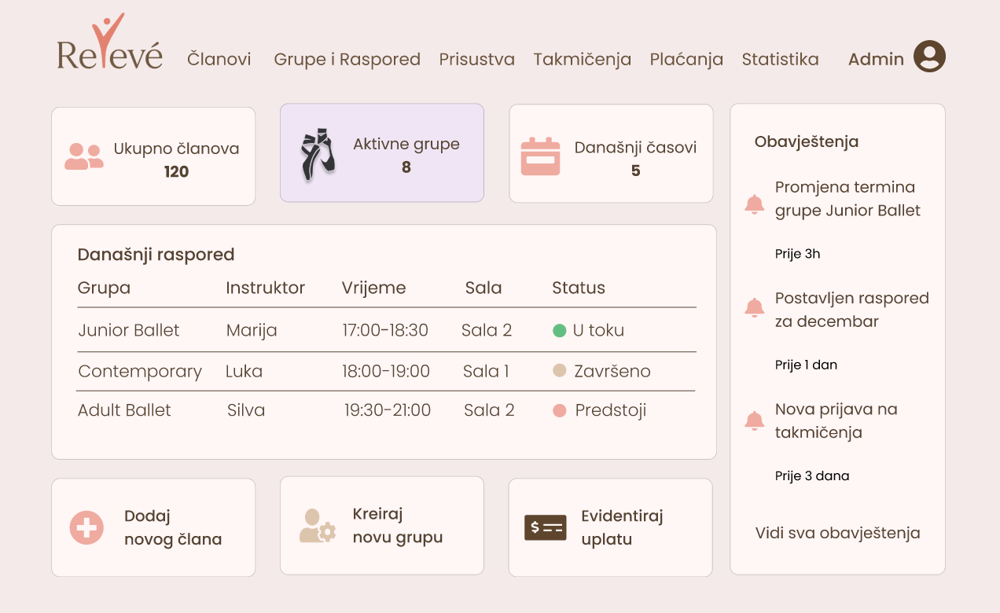 Relevé
Članovi Grupe i Raspored Prisustva Takmičenja Plaćanja Statistika Admin
Ukupno članova
120
Aktivne grupe
8
Današnji časovi
5
Današnji raspored
Grupa Instruktor Vrijeme Sala Status
Junior Ballet Marija 17:00-18:30 Sala 2 U toku
Contemporary Luka 18:00-19:00 Sala 1 Završeno
Adult Ballet Silva 19:30-21:00 Sala 2 Predstoji
Dodaj
novog člana
Kreiraj
novu grupu
$
Evidentiraj
uplatu
Obavještenja
Promjena termina
grupe Junior Ballet
Prije 3h
Postavljen raspored
za decembar
Prije 1 dan
Nova prijava na
takmičenja
Prije 3 dana
Vidi sva obavještenja